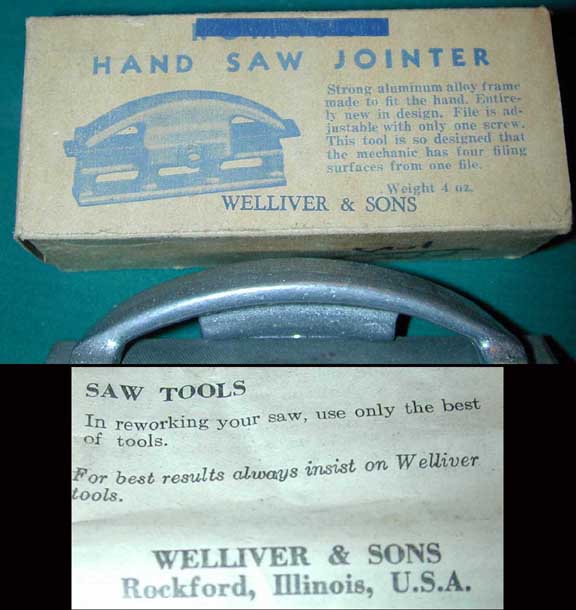 HAND SAW JOINTER
Strong aluminum alloy frame
made to fit the hand. Entire-
ly new in design. File is ad-
justable with only one screw.
This tool is so designed that
the mechanic has four filing
surfaces from one file.
Weight 4 oz.
WELLIVER & SONS
SAW TOOLS
In reworking your saw, use only the best
of tools.
For best results always insist on Welliver
tools.
WELLIVER & SONS
Rockford, Illinois, U.S.A.